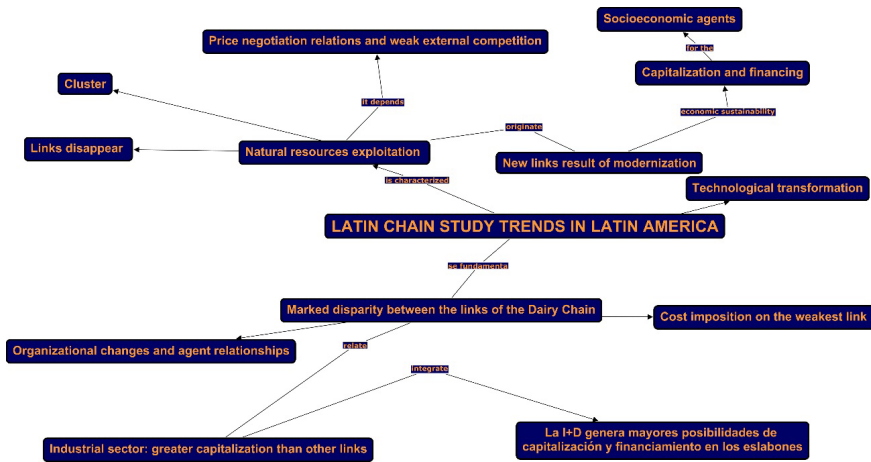 Socioeconomic agents
Price negotiation relations and weak external competition
for the
Capitalization and financing
Cluster
it depends
economic sustainability
originate
Links disappear
Natural resources exploitation
New links result of modernization
is characterized
Technological transformation
LATIN CHAIN STUDY TRENDS IN LATIN AMERICA
se fundamenta
Marked disparity between the links of the Dairy Chain
Cost imposition on the weakest link
Organizational changes and agent relationships
relate
integrate
Industrial sector: greater capitalization than other links
La I+D genera mayores posibilidades de
capitalización y financiamiento en los eslabones